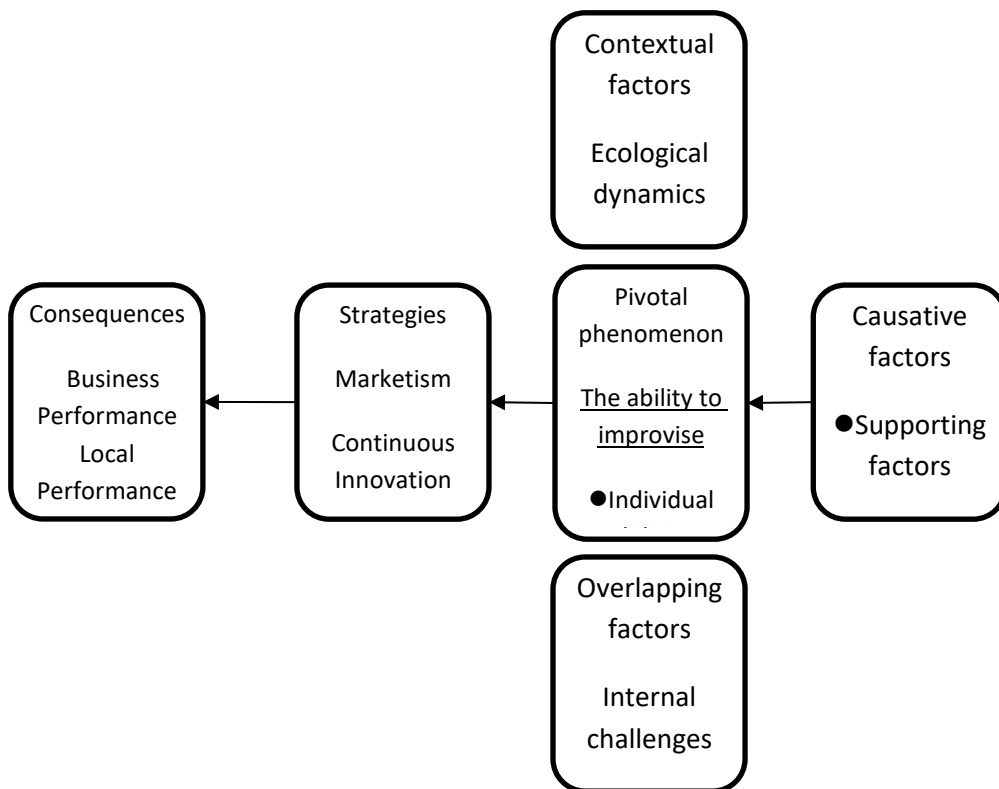 Contextual
factors
Ecological
dynamics
Consequences
Business
Performance
Local
Performance
Strategies
Marketism
Continuous
Innovation
Pivotal
phenomenon
The ability to
improvise
●Individual
Causative
factors
●Supporting
factors
Overlapping
factors
Internal
challenges